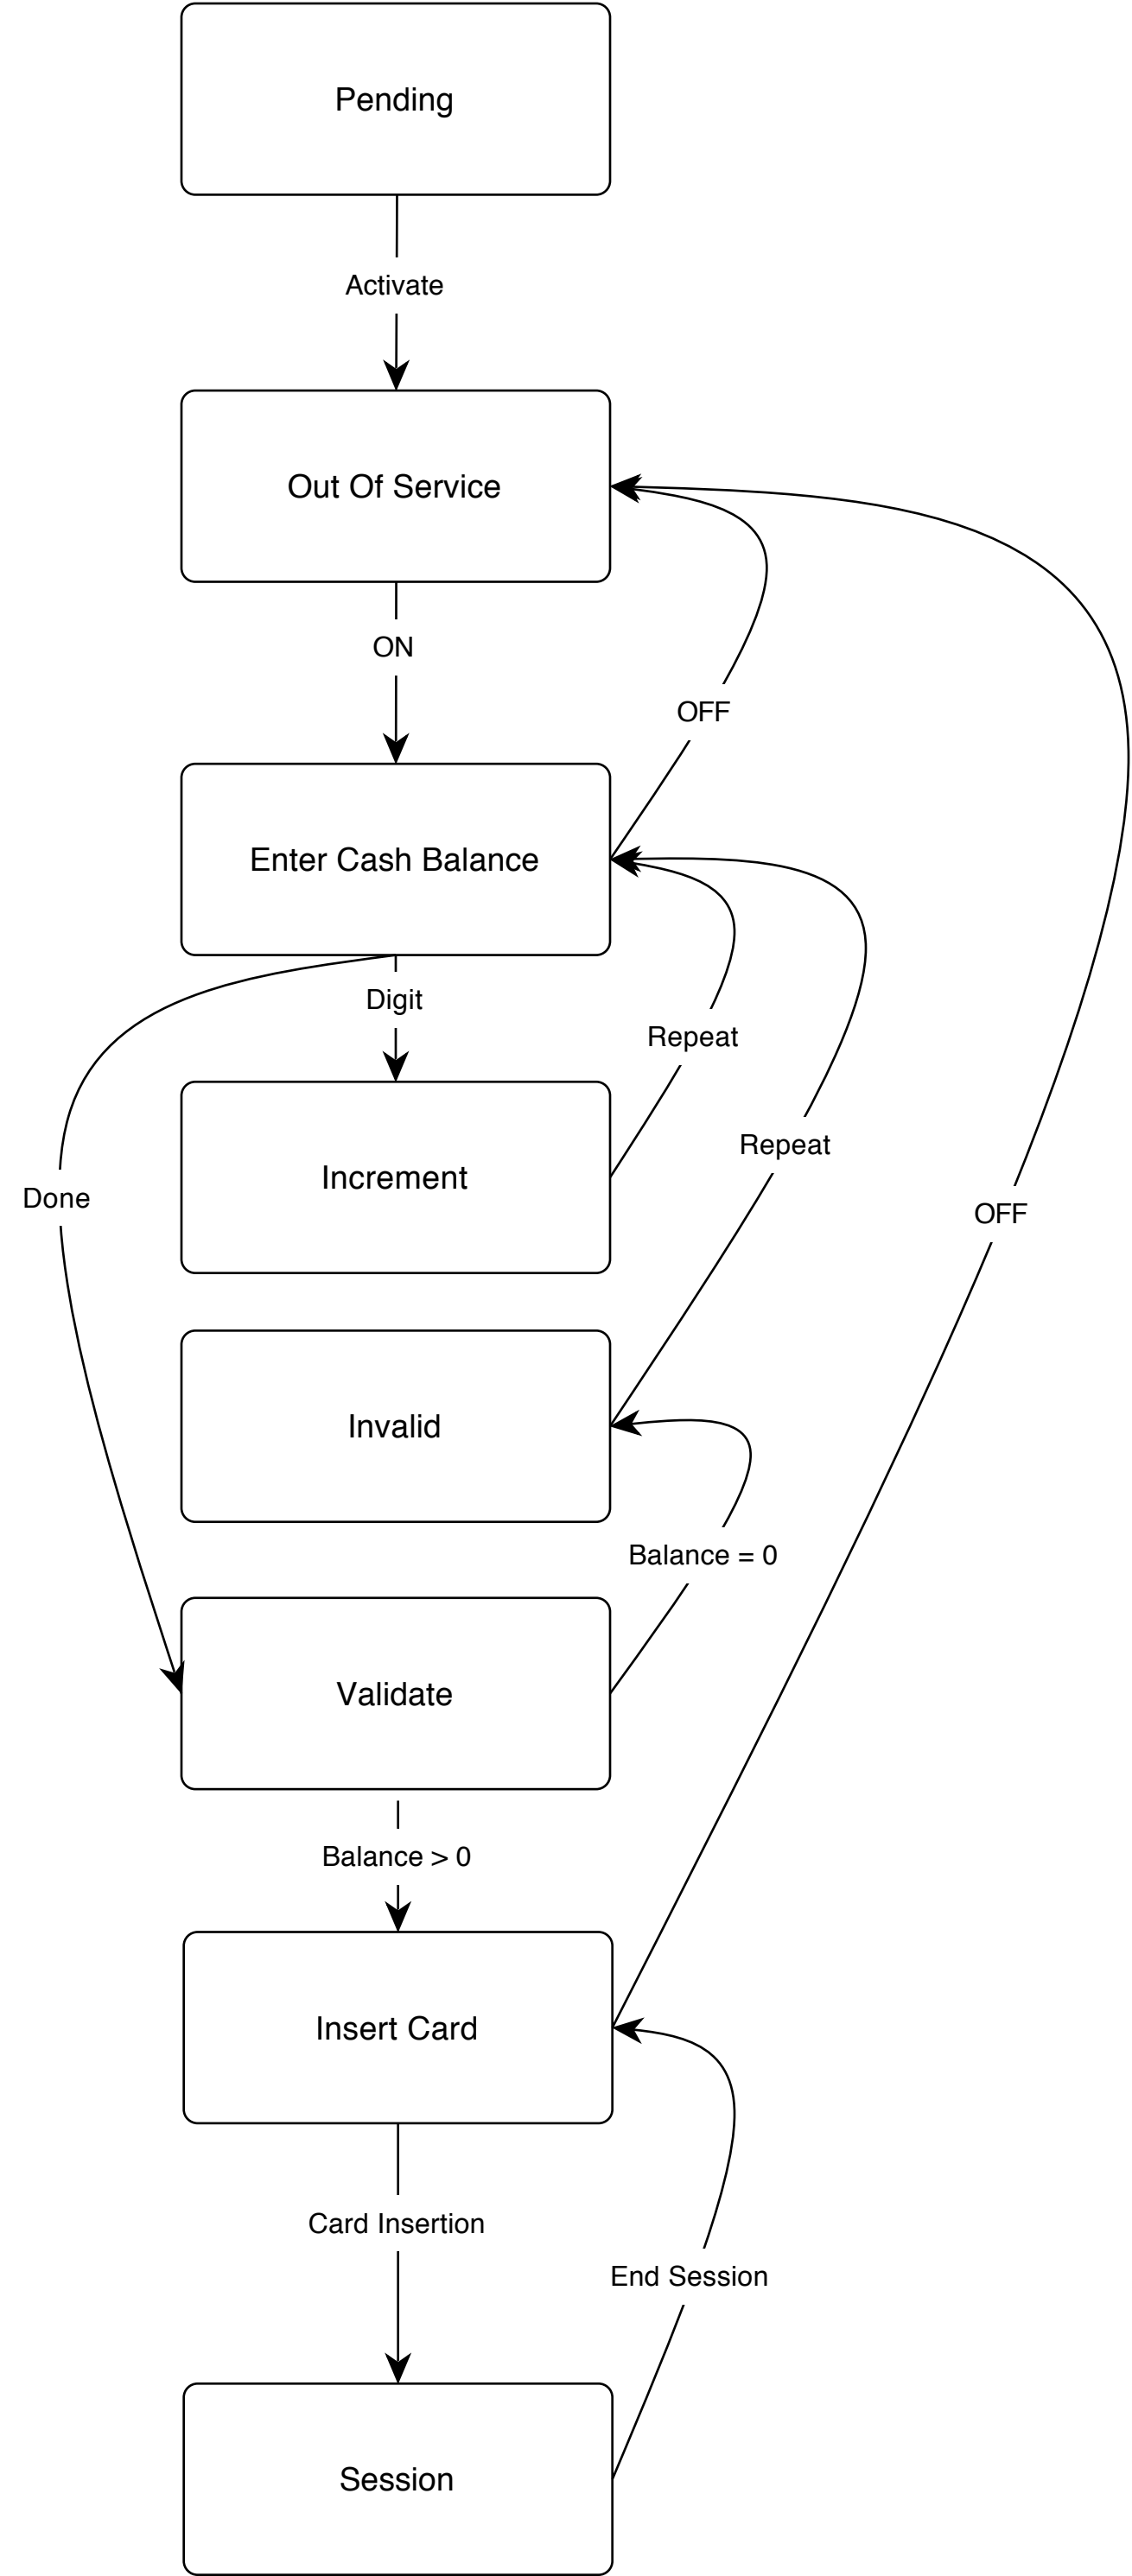 Pending
Activate
Out Of Service
ON
OFF
Enter Cash Balance
Digit
Repeat
Repeat
Increment
Done
OFF
Invalid
Balance = 0
Validate
Balance > 0
Insert Card
Card Insertion
End Session
Session